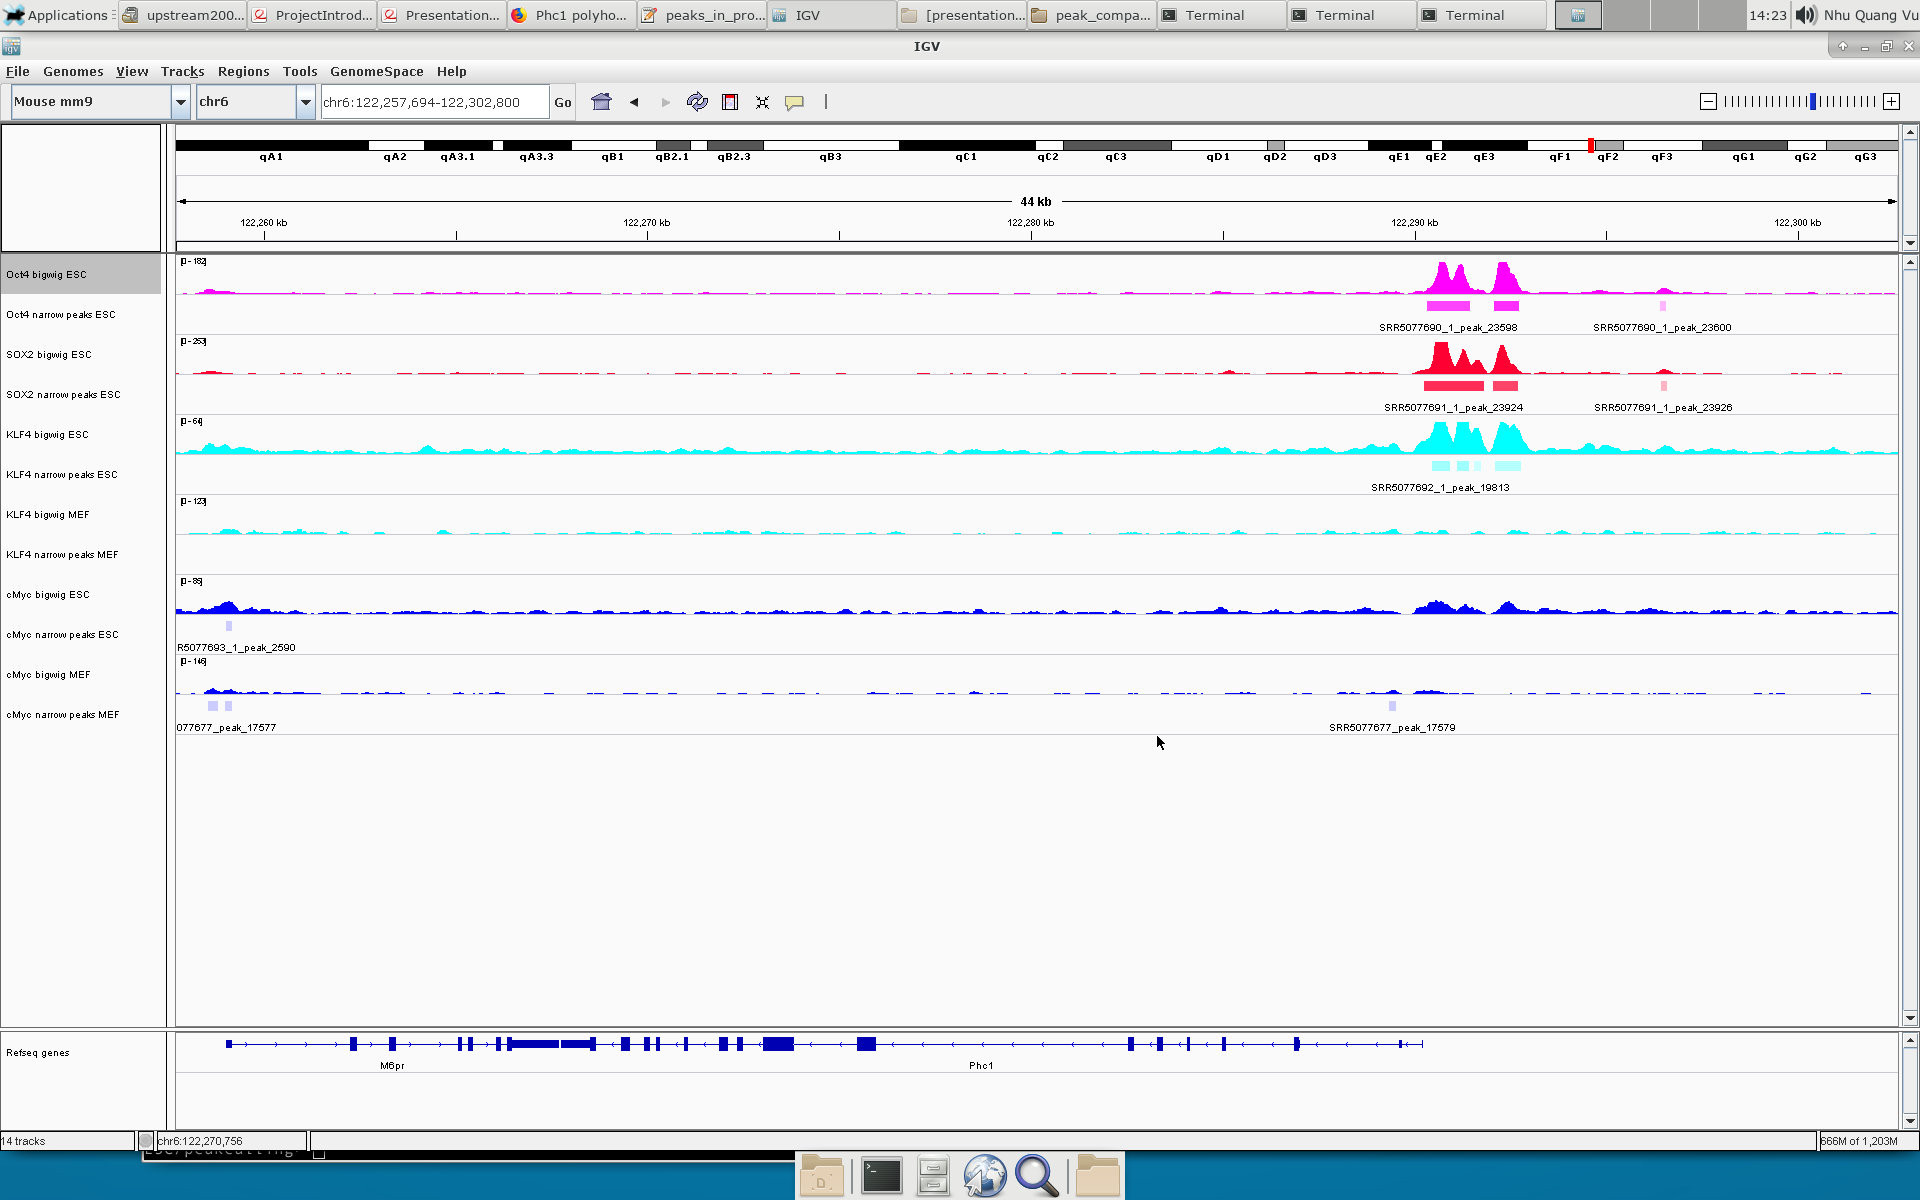 Applications upstream200... ProjectIntrod... Presentation... Phc1 polyho... peaks_in_pro... IGV [presentation... peak_compa... Terminal Terminal Terminal 14:23 Nhu Quang Vu
IGV
File Genomes View Tracks Regions Tools GenomeSpace Help
Mouse mm9 chr6 chr6:122,257,694-122,302,800 Go
qA1 qA2 qA3.1 qA3.3 qB1 qB2.1 qB2.3 qB3 qC1 qC2 qC3 qD1 qD2 qD3 qE1 qE2 qE3 qF1 qF2 qF3 qG1 qG2 qG3
44 kb
122,260 kb 122,270 kb 122,280 kb 122,290 kb 122,300 kb
[0 - 182]
Oct4 bigwig ESC
Oct4 narrow peaks ESC
SRR5077690_1_peak_23598 SRR5077690_1_peak_23600
[0 - 253]
SOX2 bigwig ESC
SOX2 narrow peaks ESC
SRR5077691_1_peak_23924 SRR5077691_1_peak_23926
[0 - 64]
KLF4 bigwig ESC
KLF4 narrow peaks ESC
SRR5077692_1_peak_19813
[0 - 123]
KLF4 bigwig MEF
KLF4 narrow peaks MEF
[0 - 85]
cMyc bigwig ESC
cMyc narrow peaks ESC
R5077693_1_peak_2590
[0 - 146]
cMyc bigwig MEF
cMyc narrow peaks MEF
077677_peak_17577 SRR5077677_peak_17579
Refseq genes
M6pr Phc1
14 tracks chr6:122,270,756 666M of 1,203M